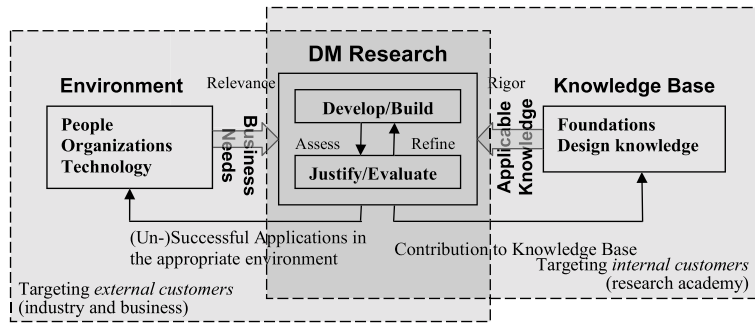 DM Research
Environment
Relevance
Rigor
Knowledge Base
People
Organizations
Technology
Business
Needs
Develop/Build
Assess
Refine
Justify/Evaluate
Applicable
Knowledge
Foundations
Design knowledge
(Un-)Successful Applications in
the appropriate environment
Contribution to Knowledge Base
Targeting external customers
(industry and business)
Targeting internal customers
(research academy)